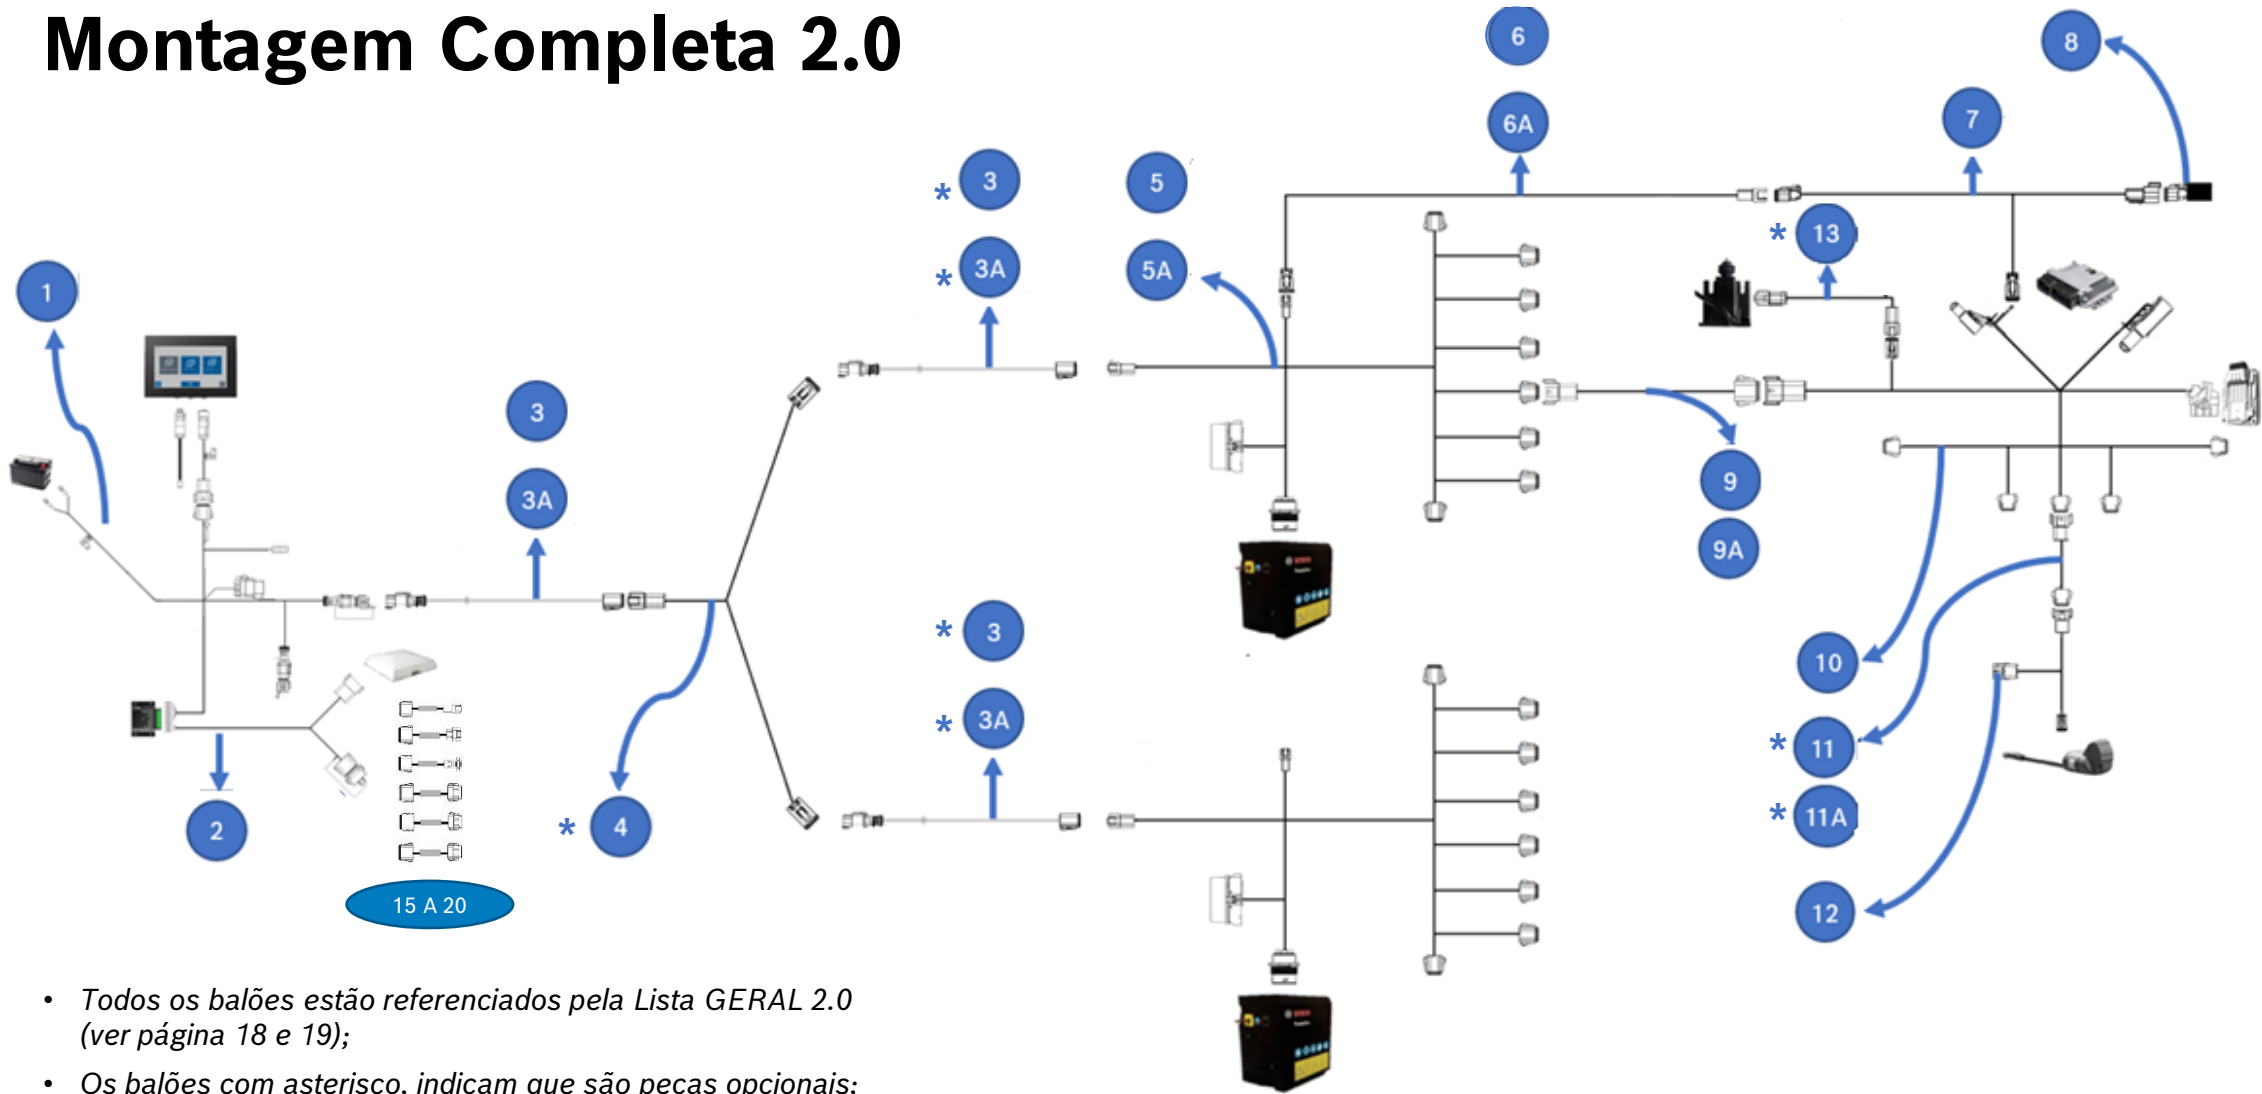 Montagem Completa 2.0
6
8
6A
7
* 3
5
* 13
* 3A
5A
1
3
3A
9
9A
* 3
10
* 3A
* 11
* 11A
* 4
2
12
15 A 20
• Todos os balões estão referenciados pela Lista GERAL 2.0
(ver página 18 e 19);
• Os balões com asterisco, indicam que são peças opcionais;
BOSCH
BOSCH